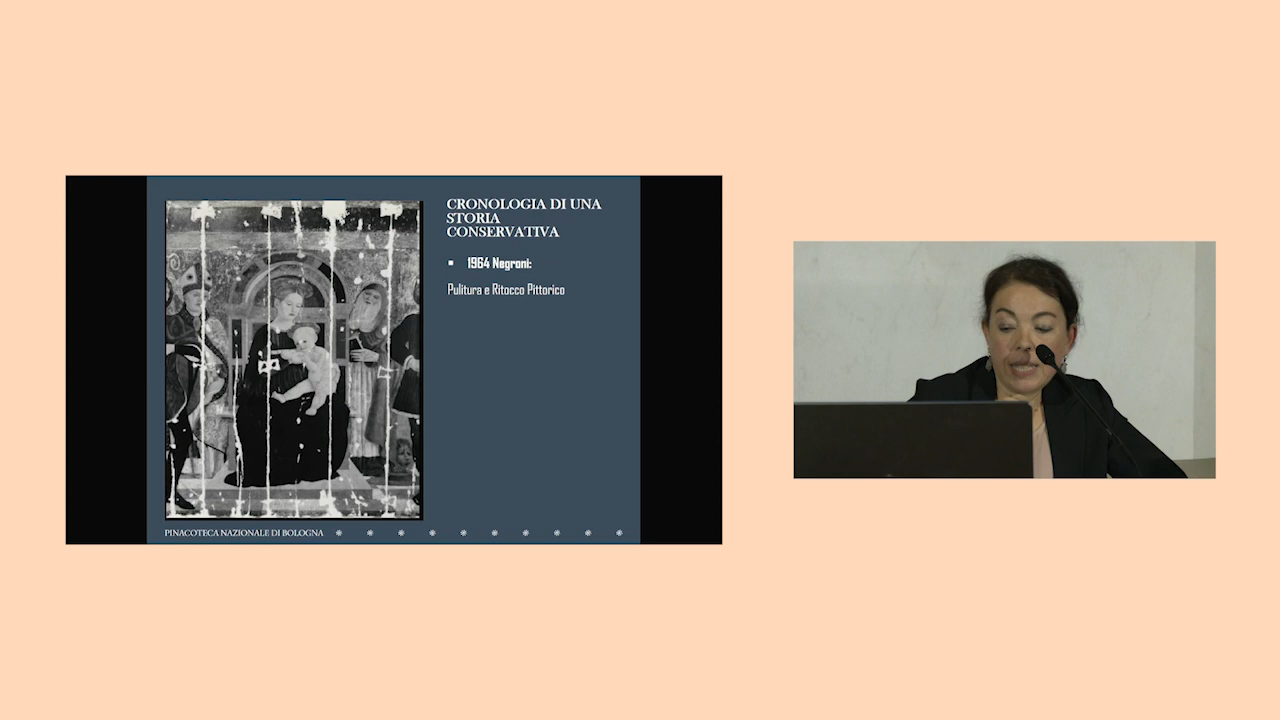 CRONOLOGIA DI UNA
STORIA
CONSERVATIVA
▪ 1964 Negroni:
Pulitura e Ritocco Pittorico
PINACOTECA NAZIONALE DI BOLOGNA